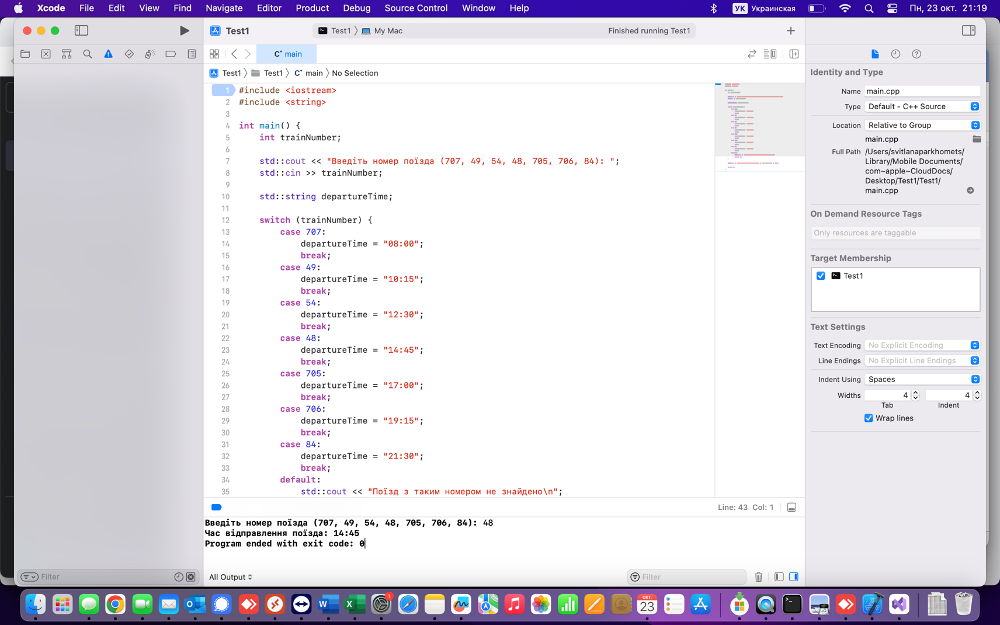 Xcode File Edit View Find Navigate Editor Product Debug Source Control Window Help
УК Украинская
Пн, 23 окт. 21:19
Test1
Test1 My Mac
Finished running Test1
main
Test1 Test1 main No Selection
1 #include <iostream>
2 #include <string>
3
4 int main() {
5 int trainNumber;
6
7 std::cout << "Введіть номер поїзда (707, 49, 54, 48, 705, 706, 84): ";
8 std::cin >> trainNumber;
9
10 std::string departureTime;
11
12 switch (trainNumber) {
13 case 707:
14 departureTime = "08:00";
15 break;
16 case 49:
17 departureTime = "10:15";
18 break;
19 case 54:
20 departureTime = "12:30";
21 break;
22 case 48:
23 departureTime = "14:45";
24 break;
25 case 705:
26 departureTime = "17:00";
27 break;
28 case 706:
29 departureTime = "19:15";
30 break;
31 case 84:
32 departureTime = "21:30";
33 break;
34 default:
35 std::cout << "Поїзд з таким номером не знайдено\n";
Line: 43 Col: 1
Введіть номер поїзда (707, 49, 54, 48, 705, 706, 84): 48
Час відправлення поїзда: 14:45
Program ended with exit code: 0
Filter
All Output
Filter
Identity and Type
Name main.cpp
Type Default - C++ Source
Location Relative to Group
main.cpp
Full Path /Users/svitlanaparkhomets/
Library/Mobile Documents/
com~apple~CloudDocs/
Desktop/Test1/Test1/
main.cpp
On Demand Resource Tags
Only resources are taggable
Target Membership
Test1
Text Settings
Text Encoding No Explicit Encoding
Line Endings No Explicit Line Endings
Indent Using Spaces
Widths 4 4
Tab Indent
Wrap lines
1
ОКТ.
23